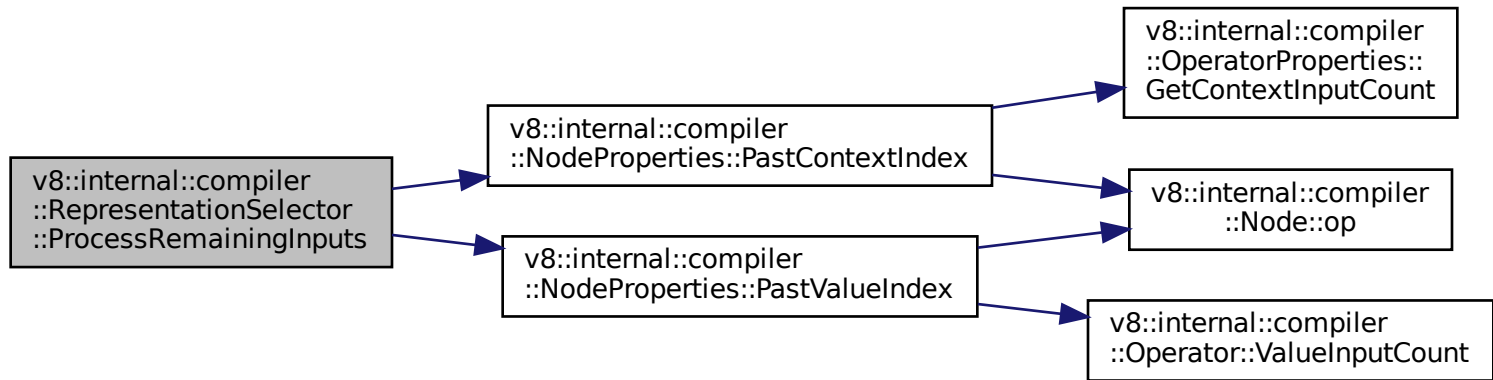 v8::internal::compiler
::RepresentationSelector
::ProcessRemainingInputs
v8::internal::compiler
::NodeProperties::PastContextIndex
v8::internal::compiler
::NodeProperties::PastValueIndex
v8::internal::compiler
::OperatorProperties::
GetContextInputCount
v8::internal::compiler
::Node::op
v8::internal::compiler
::Operator::ValueInputCount